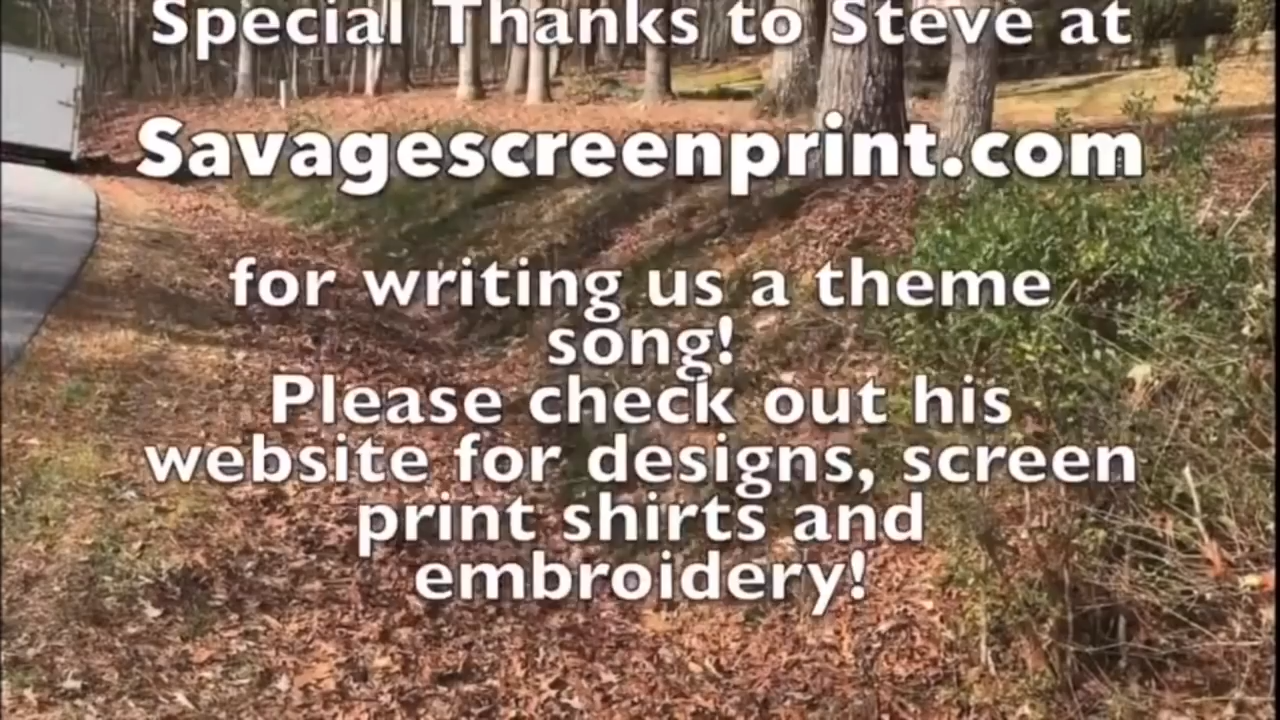 Special Thanks to Steve at
Savagescreenprint.com
for writing us a theme
song!
Please check out his
website for designs, screen
print shirts and
embroidery!